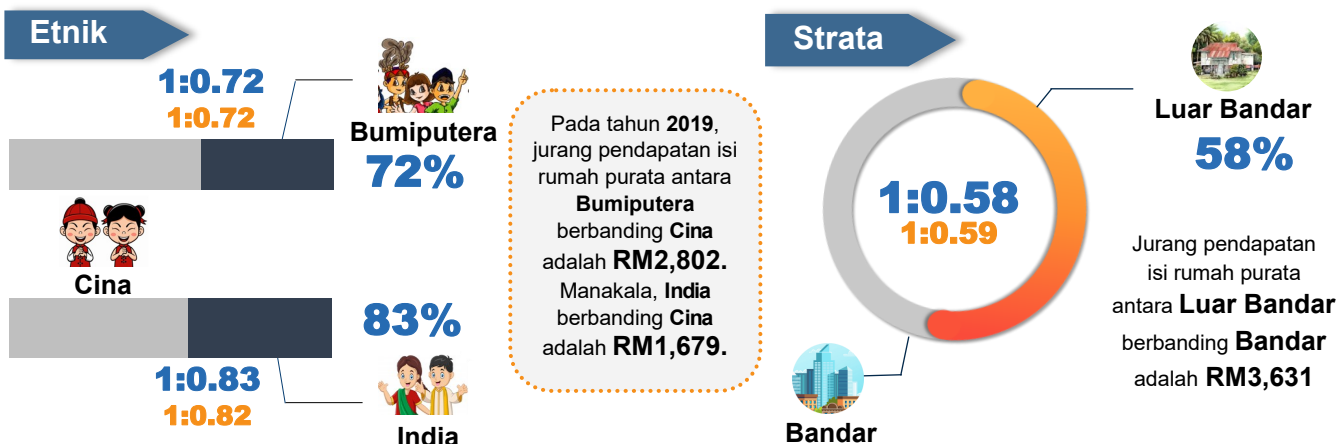 Etnik
1:0.72
1:0.72
Bumiputera
72%
Cina
83%
1:0.83
1:0.82
India
Pada tahun 2019,
jurang pendapatan isi
rumah purata antara
Bumiputera
berbanding Cina
adalah RM2,802.
Manakala, India
berbanding Cina
adalah RM1,679.
Strata
Luar Bandar
58%
1:0.58
1:0.59
Jurang pendapatan
isi rumah purata
antara Luar Bandar
berbanding Bandar
adalah RM3,631
Bandar